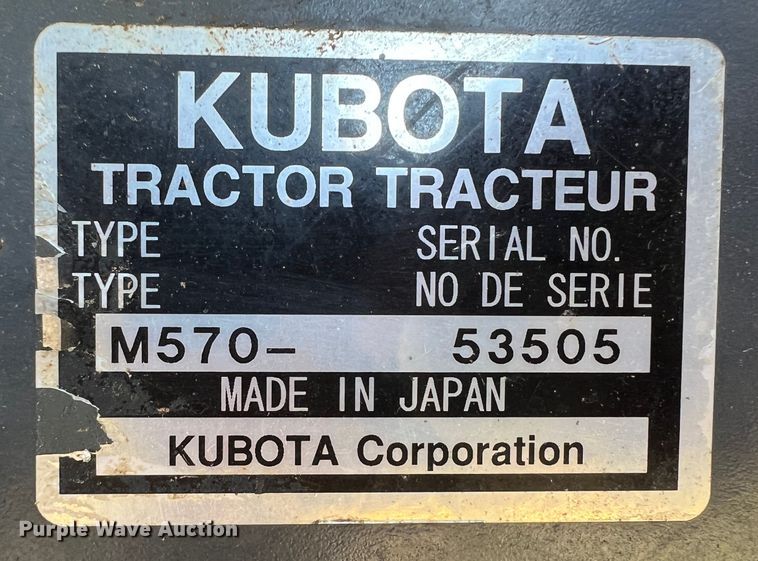 KUBOTA
TRACTOR TRACTEUR
TYPE SERIAL NO.
TYPE NO DE SERIE
M570- 53505
MADE IN JAPAN
KUBOTA Corporation
Purple Wave Auction